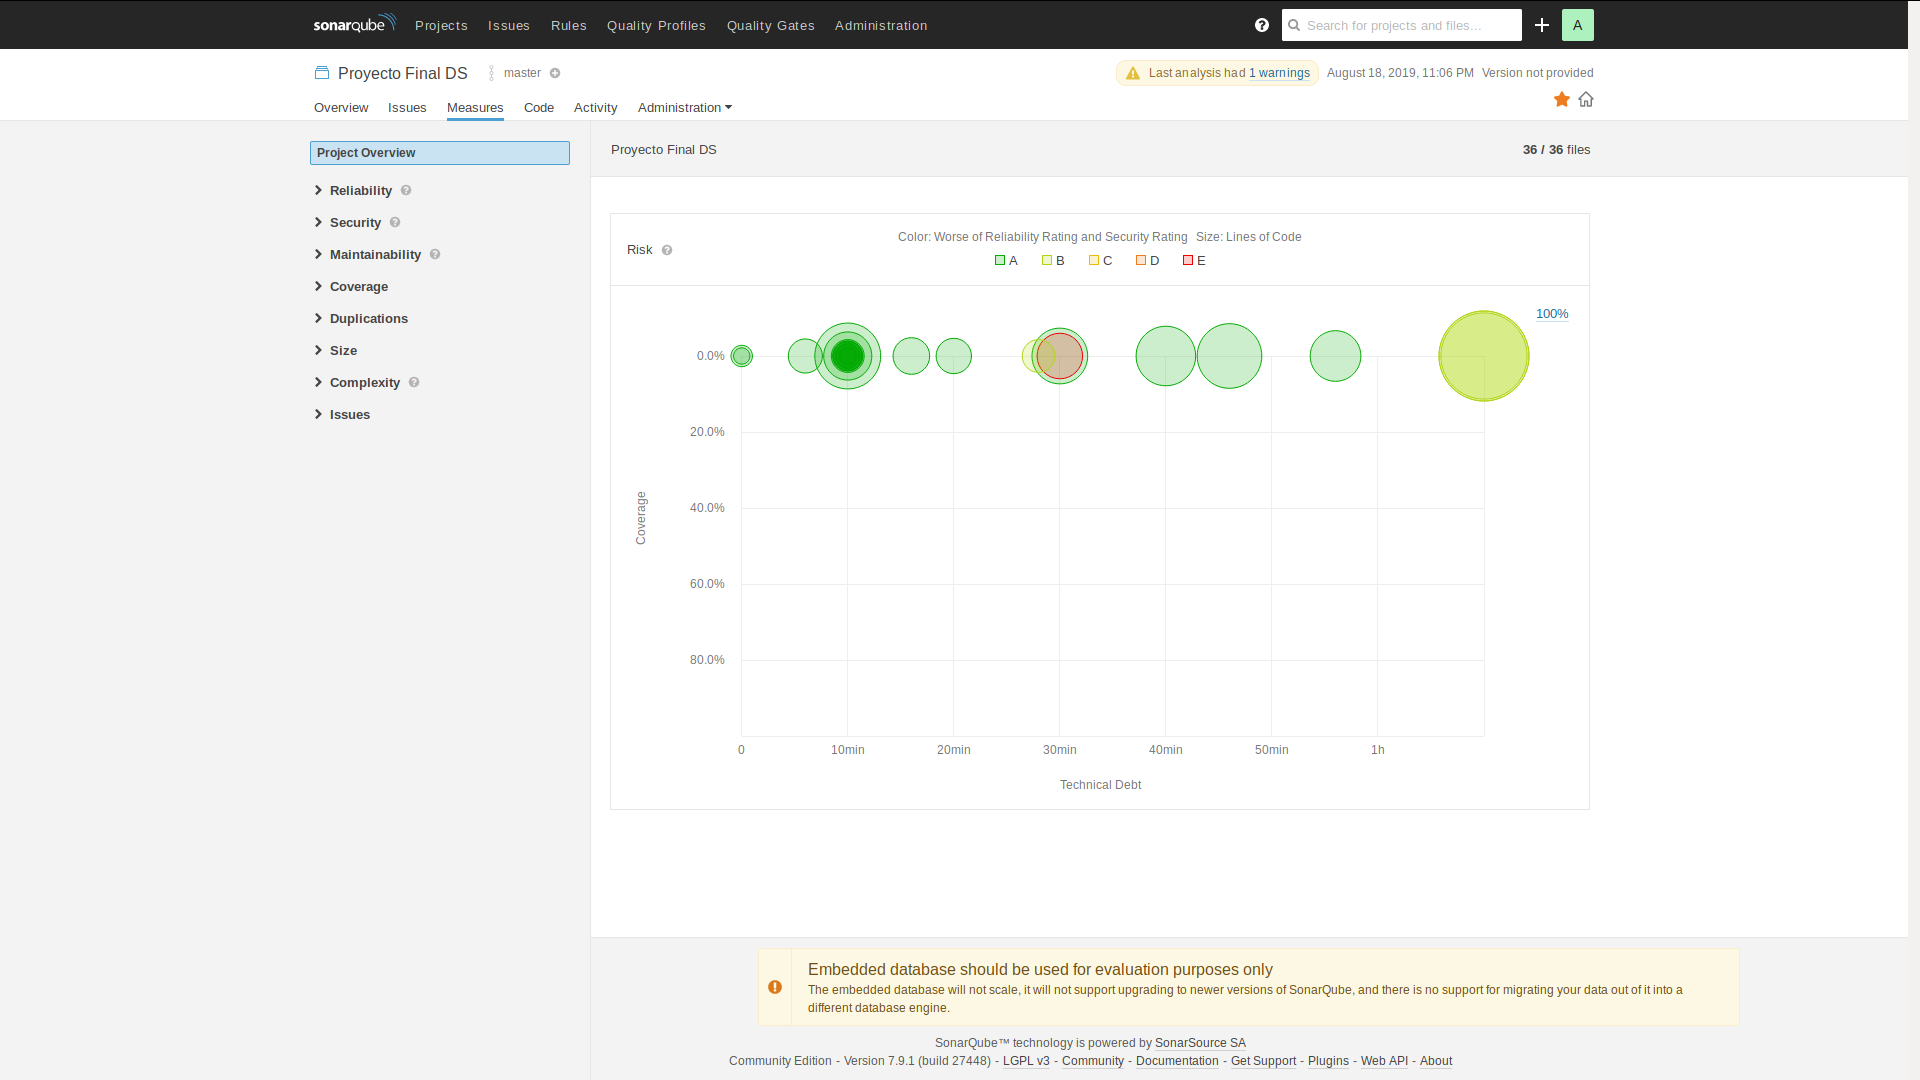 sonarqube Projects Issues Rules Quality Profiles Quality Gates Administration Search for projects and files... A
Proyecto Final DS master Last analysis had 1 warnings August 18, 2019, 11:06 PM Version not provided
Overview Issues Measures Code Activity Administration
Project Overview
Reliability
Security
Maintainability
Coverage
Duplications
Size
Complexity
Issues
Proyecto Final DS 36 / 36 files
Risk
Color: Worse of Reliability Rating and Security Rating Size: Lines of Code
A B C D E
100%
0.0%
20.0%
40.0%
60.0%
80.0%
Coverage
0 10min 20min 30min 40min 50min 1h
Technical Debt
Embedded database should be used for evaluation purposes only
The embedded database will not scale, it will not support upgrading to newer versions of SonarQube, and there is no support for migrating your data out of it into a
different database engine.
SonarQube™ technology is powered by SonarSource SA
Community Edition - Version 7.9.1 (build 27448) - LGPL v3 - Community - Documentation - Get Support - Plugins - Web API - About